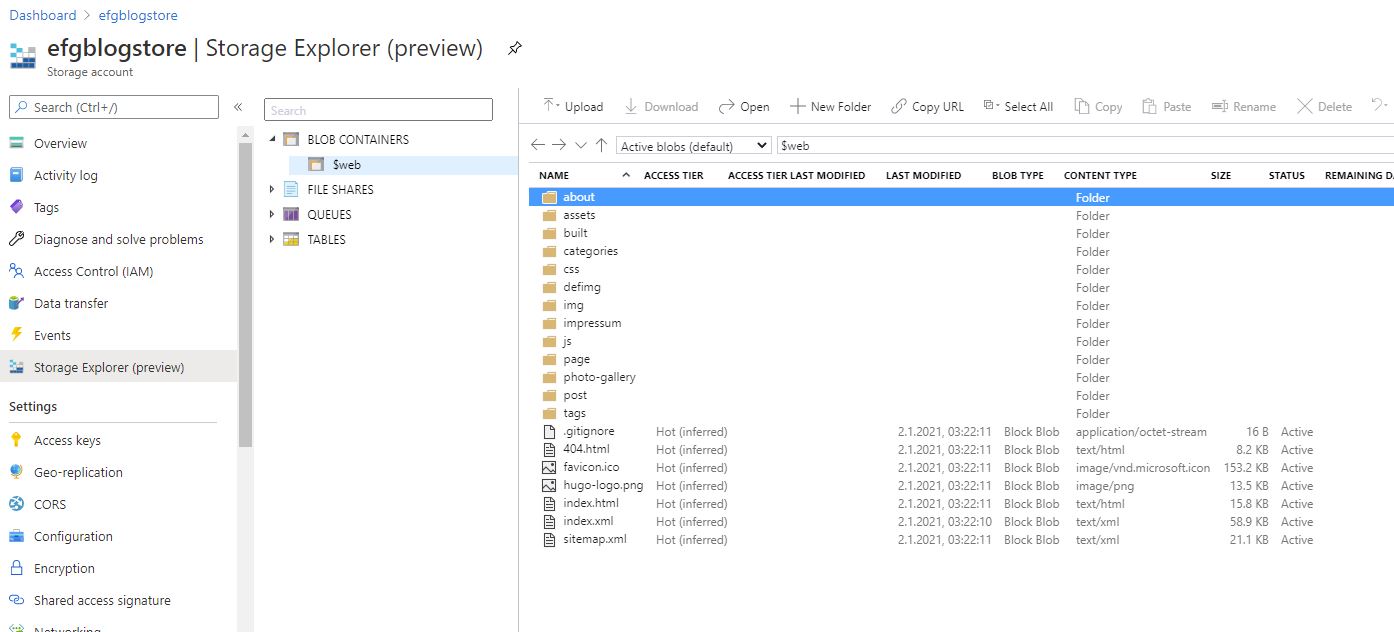 Dashboard > efgblogstore
efgblogstore | Storage Explorer (preview)
Storage account
Search (Ctrl+/)
«
Overview
Activity log
Tags
Diagnose and solve problems
Access Control (IAM)
Data transfer
Events
Storage Explorer (preview)
Settings
Access keys
Geo-replication
CORS
Configuration
Encryption
Shared access signature
Networking
Search
BLOB CONTAINERS
$web
FILE SHARES
QUEUES
TABLES
Upload Download Open New Folder Copy URL Select All Copy Paste Rename Delete
Active blobs (default) $web
NAME ACCESS TIER ACCESS TIER LAST MODIFIED LAST MODIFIED BLOB TYPE CONTENT TYPE SIZE STATUS REMAINING DA
about Folder
assets Folder
built Folder
categories Folder
css Folder
defimg Folder
img Folder
impressum Folder
js Folder
page Folder
photo-gallery Folder
post Folder
tags Folder
.gitignore Hot (inferred) 2.1.2021, 03:22:11 Block Blob application/octet-stream 16 B Active
404.html Hot (inferred) 2.1.2021, 03:22:11 Block Blob text/html 8.2 KB Active
favicon.ico Hot (inferred) 2.1.2021, 03:22:11 Block Blob image/vnd.microsoft.icon 153.2 KB Active
hugo-logo.png Hot (inferred) 2.1.2021, 03:22:11 Block Blob image/png 13.5 KB Active
index.html Hot (inferred) 2.1.2021, 03:22:11 Block Blob text/html 15.8 KB Active
index.xml Hot (inferred) 2.1.2021, 03:22:10 Block Blob text/xml 58.9 KB Active
sitemap.xml Hot (inferred) 2.1.2021, 03:22:11 Block Blob text/xml 21.1 KB Active